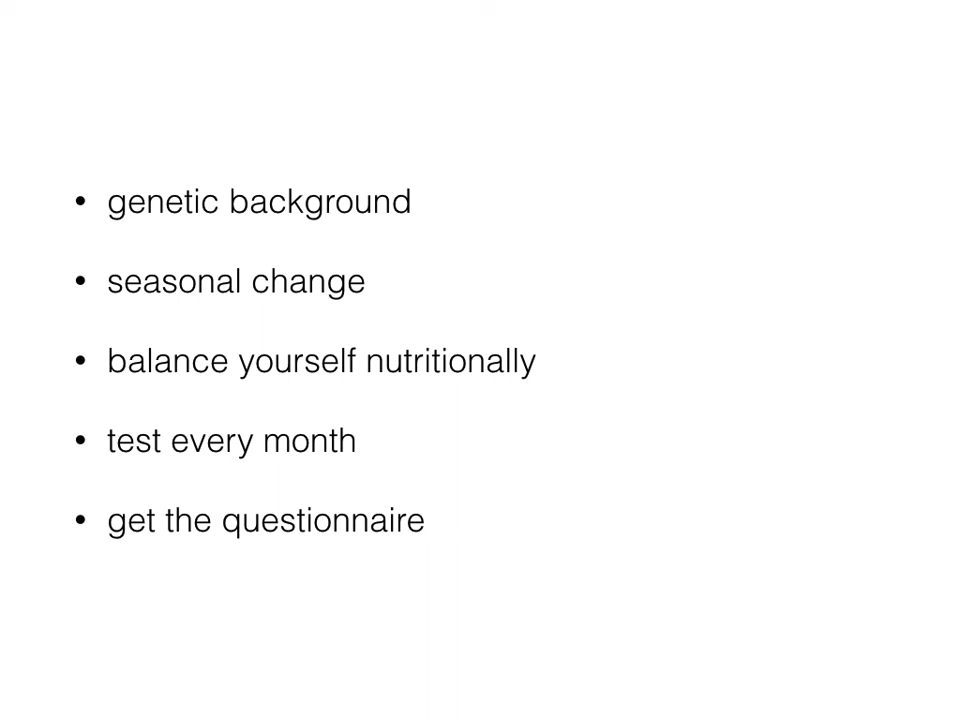 • genetic background
• seasonal change
• balance yourself nutritionally
• test every month
• get the questionnaire